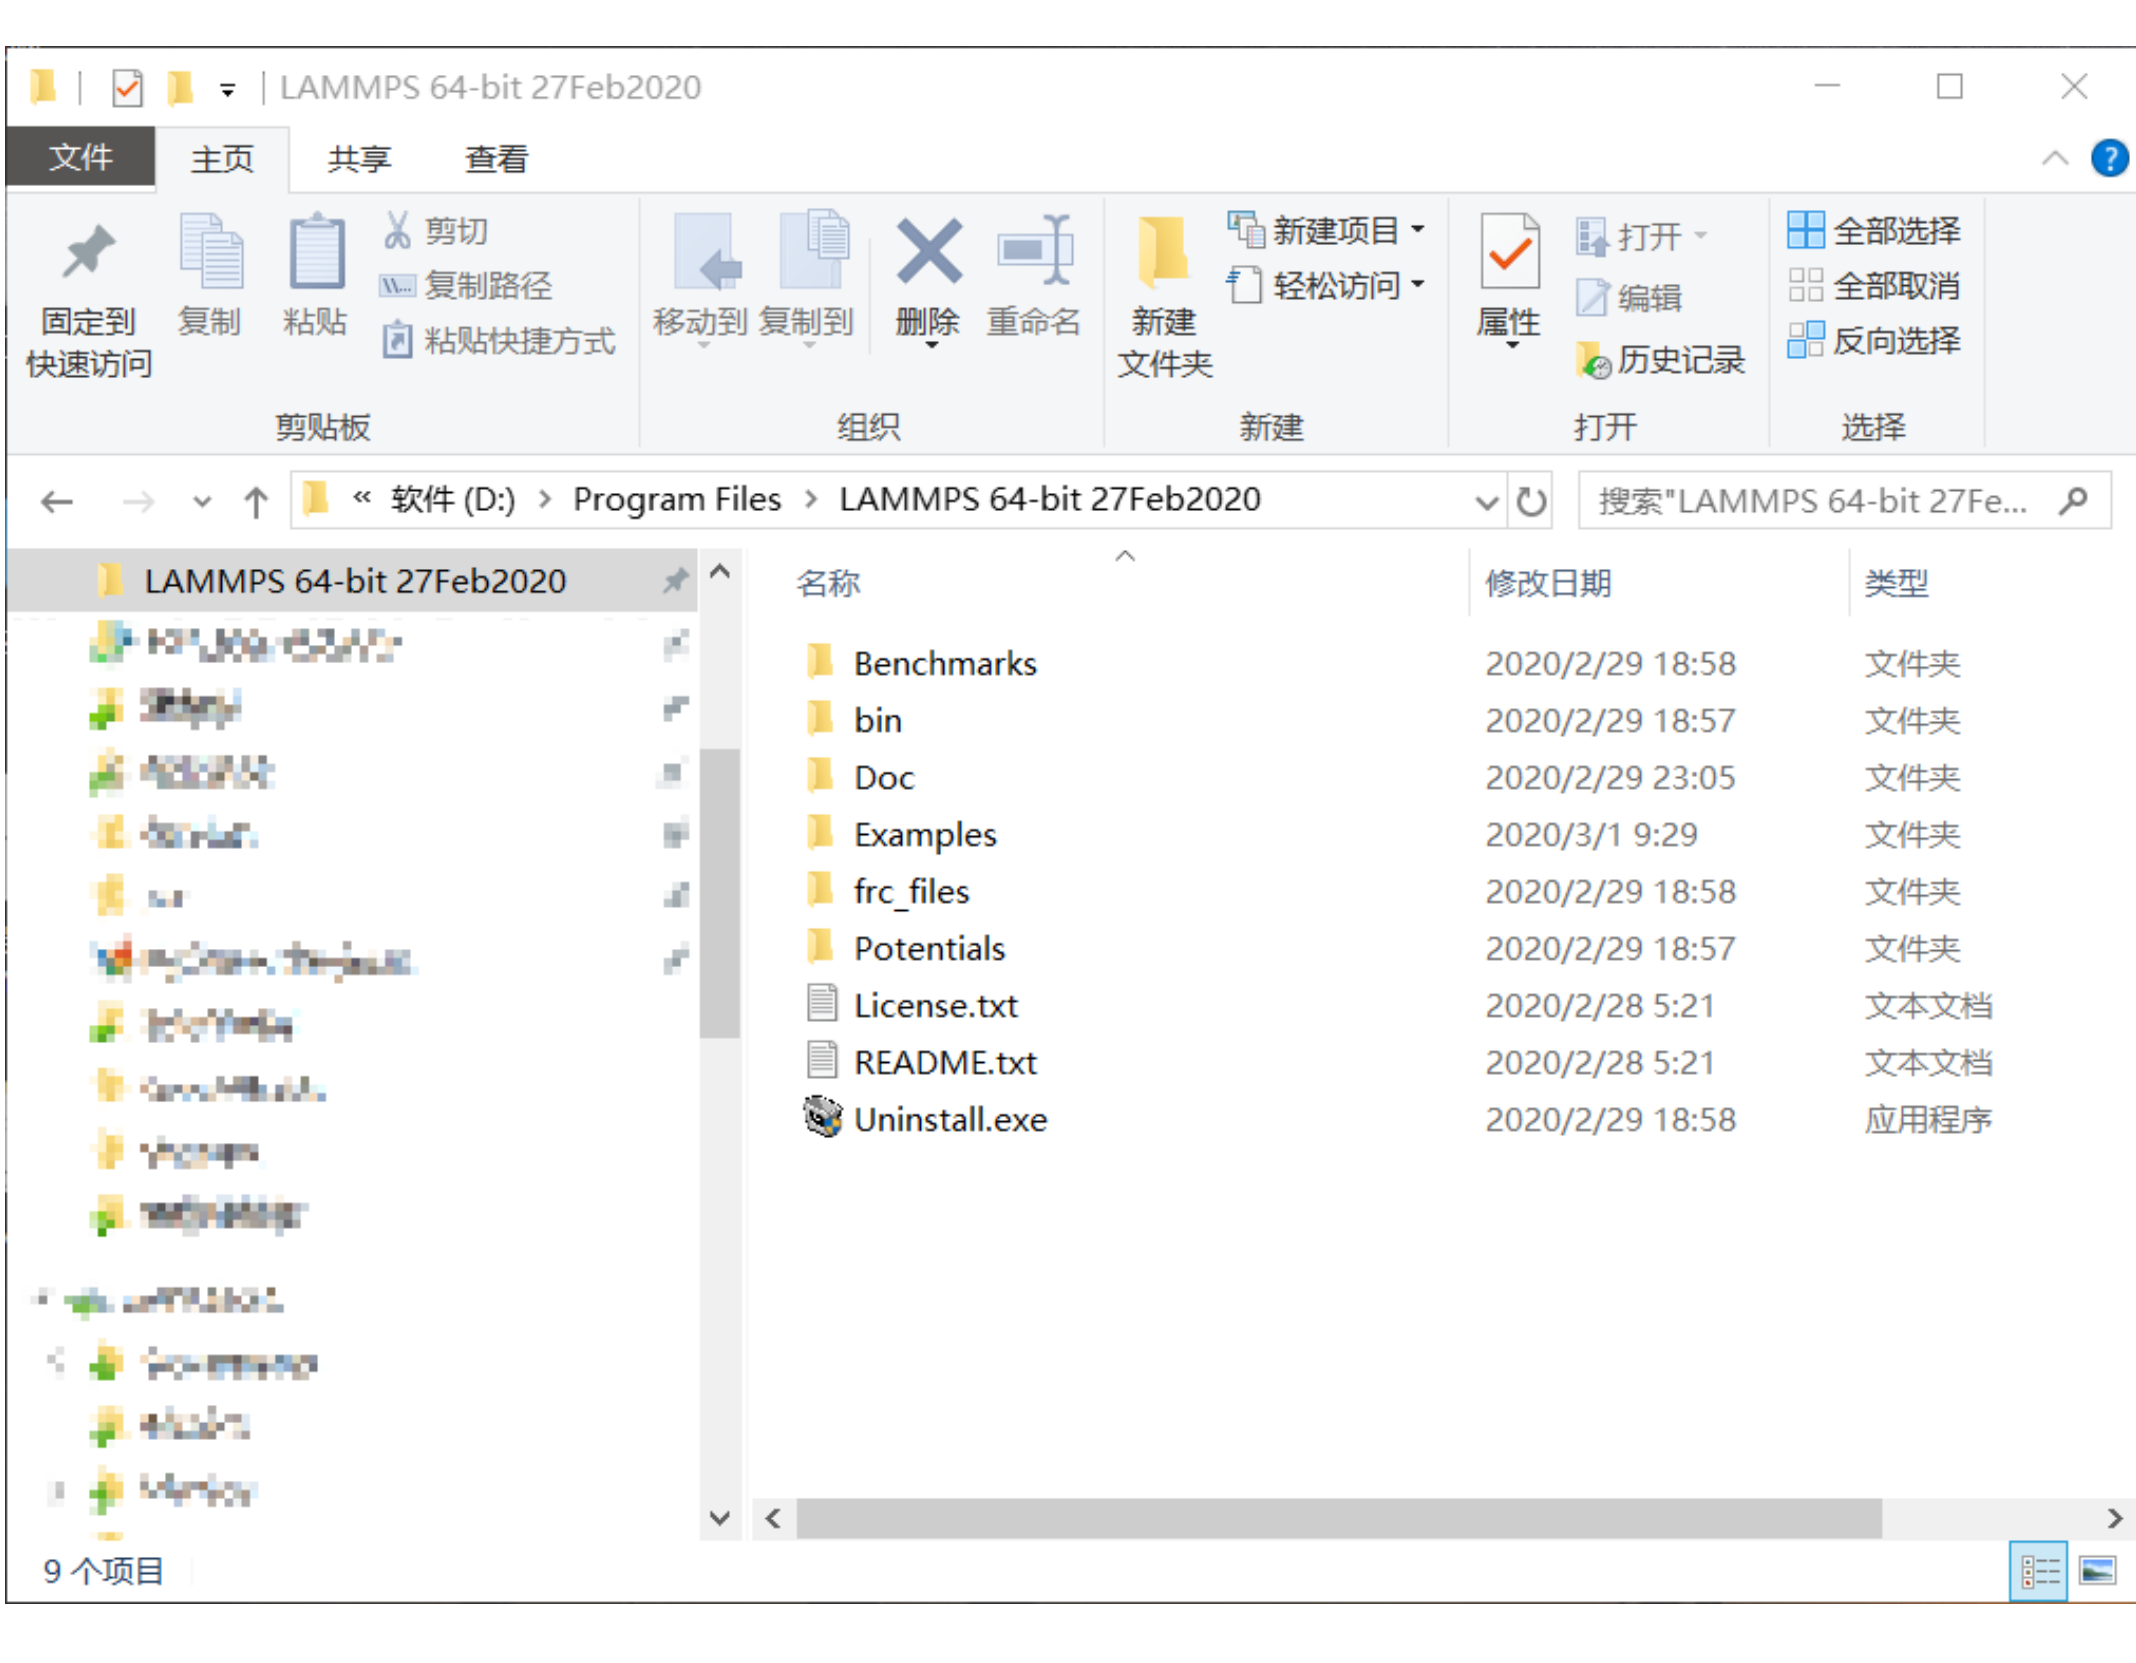 LAMMPS 64-bit 27Feb2020
文件 主页 共享 查看
固定到
快速访问
复制
粘贴
剪切
复制路径
粘贴快捷方式
剪贴板
移动到
复制到
删除
重命名
组织
新建
文件夹
新建项目
轻松访问
新建
属性
打开
编辑
历史记录
打开
全部选择
全部取消
反向选择
选择
« 软件 (D:) > Program Files > LAMMPS 64-bit 27Feb2020
搜索"LAMMPS 64-bit 27Fe...
LAMMPS 64-bit 27Feb2020
名称 修改日期 类型
Benchmarks 2020/2/29 18:58 文件夹
bin 2020/2/29 18:57 文件夹
Doc 2020/2/29 23:05 文件夹
Examples 2020/3/1 9:29 文件夹
frc_files 2020/2/29 18:58 文件夹
Potentials 2020/2/29 18:57 文件夹
License.txt 2020/2/28 5:21 文本文档
README.txt 2020/2/28 5:21 文本文档
Uninstall.exe 2020/2/29 18:58 应用程序
9 个项目